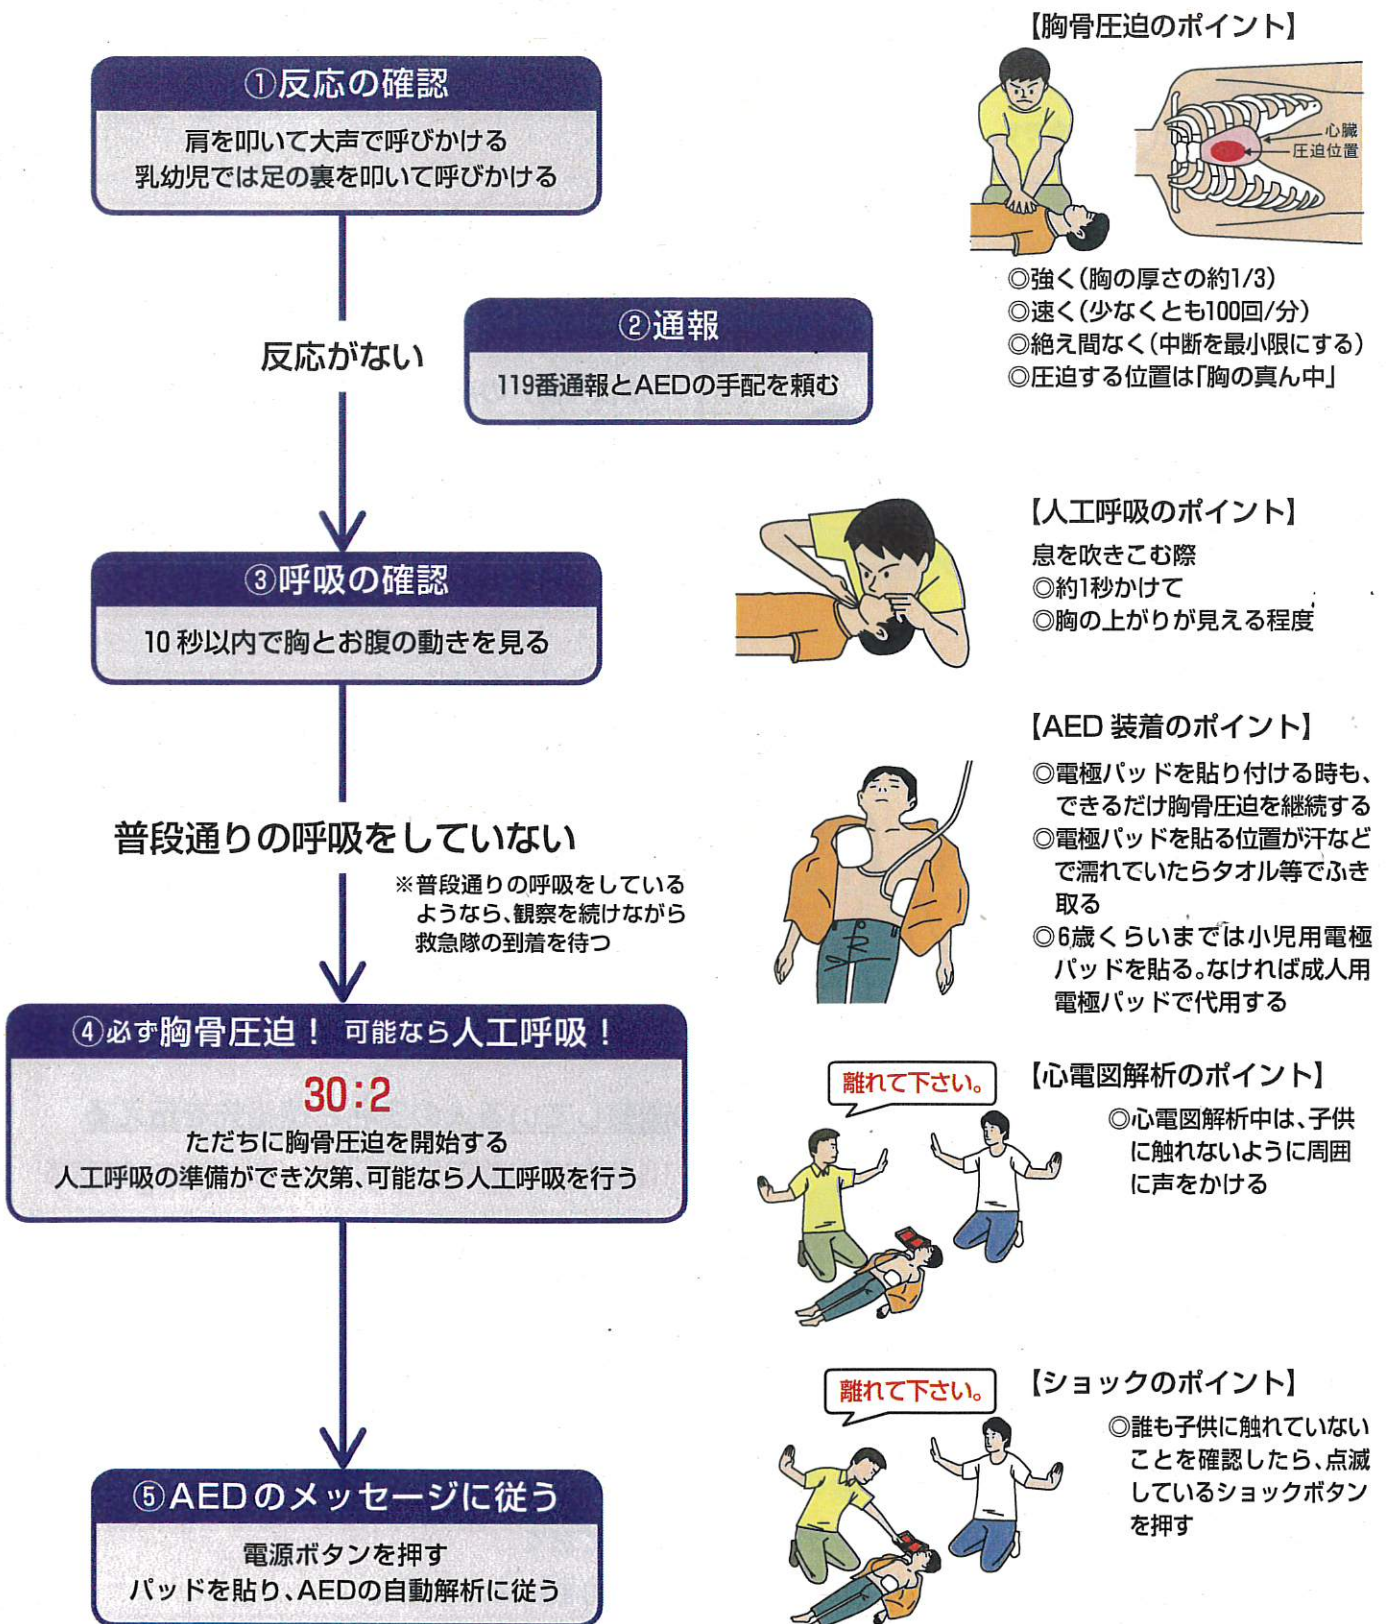 ①反応の確認
肩を叩いて大声で呼びかける
乳幼児では足の裏を叩いて呼びかける
反応がない
②通報
119番通報とAEDの手配を頼む
③呼吸の確認
10秒以内で胸とお腹の動きを見る
普段通りの呼吸をしていない
※普段通りの呼吸をしている
ようなら、観察を続けながら
救急隊の到着を待つ
④必ず胸骨圧迫！ 可能なら人工呼吸！
30：2
ただちに胸骨圧迫を開始する
人工呼吸の準備ができ次第、可能なら人工呼吸を行う
⑤AEDのメッセージに従う
電源ボタンを押す
パッドを貼り、AEDの自動解析に従う
【胸骨圧迫のポイント】
心臓
圧迫位置
◎強く（胸の厚さの約1/3）
◎速く（少なくとも100回/分）
◎絶え間なく（中断を最小限にする）
◎圧迫する位置は「胸の真ん中」
【人工呼吸のポイント】
息を吹きこむ際
◎約1秒かけて
◎胸の上がりが見える程度
【AED 装着のポイント】
◎電極パッドを貼り付ける時も、
できるだけ胸骨圧迫を継続する
◎電極パッドを貼る位置が汗など
で濡れていたらタオル等でふき
取る
◎6歳くらいまでは小児用電極
パッドを貼る。なければ成人用
電極パッドで代用する
離れて下さい。
【心電図解析のポイント】
◎心電図解析中は、子供
に触れないように周囲
に声をかける
離れて下さい。
【ショックのポイント】
◎誰も子供に触れていない
ことを確認したら、点滅
しているショックボタン
を押す